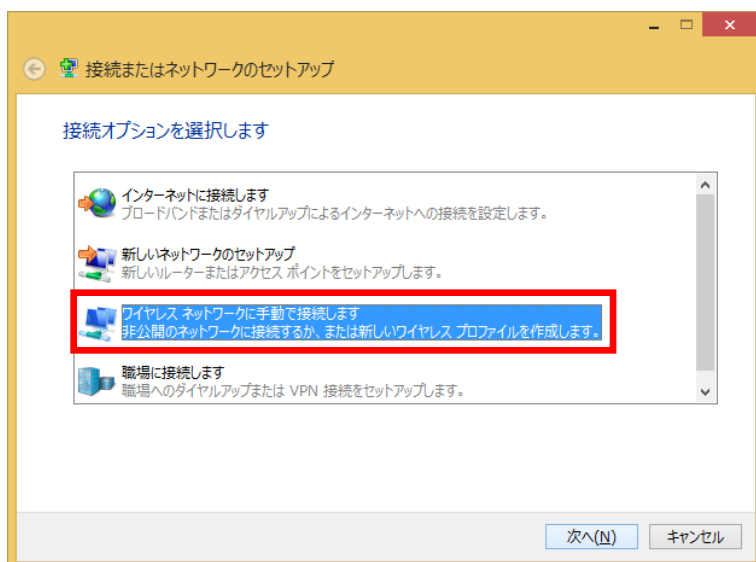 接続またはネットワークのセットアップ
接続オプションを選択します
インターネットに接続します
ブロードバンドまたはダイヤルアップによるインターネットへの接続を設定します。
新しいネットワークのセットアップ
新しいルーターまたはアクセス ポイントをセットアップします。
ワイヤレス ネットワークに手動で接続します
非公開のネットワークに接続するか、または新しいワイヤレス プロファイルを作成します。
職場に接続します
職場へのダイヤルアップまたは VPN 接続をセットアップします。
次へ(N) キャンセル